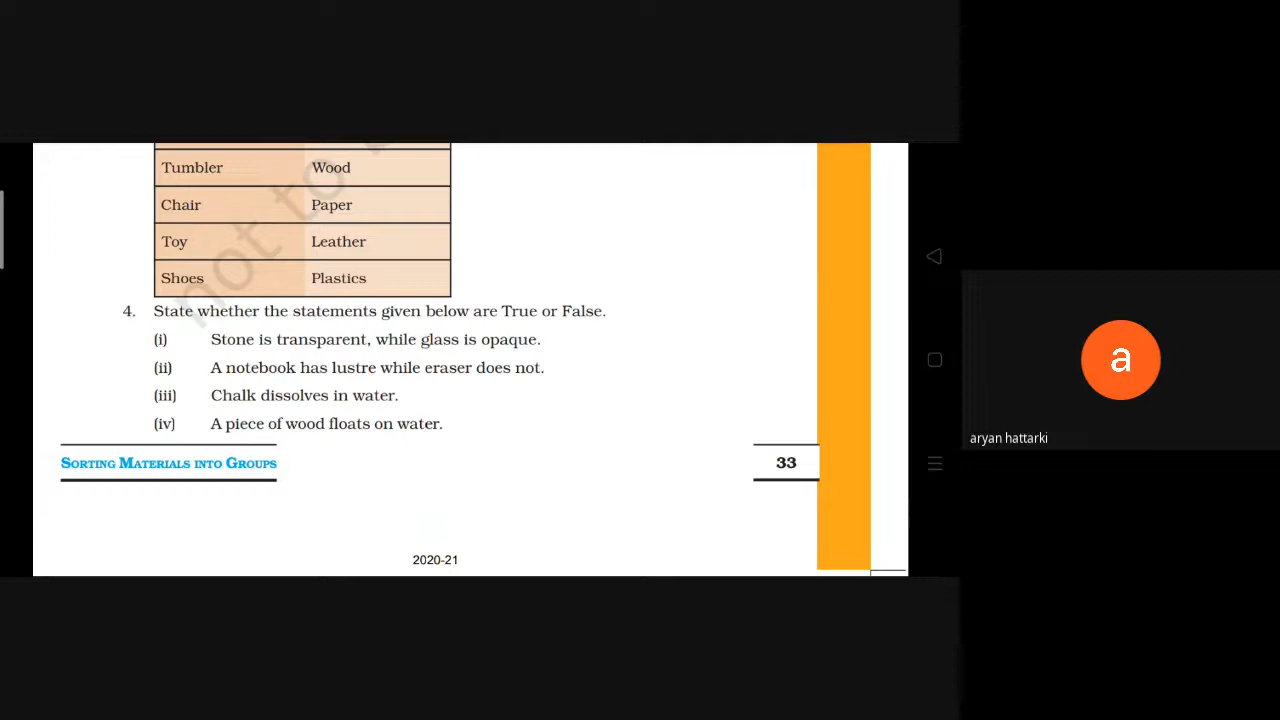 Tumbler Wood
Chair Paper
Toy Leather
Shoes Plastics
not to
4. State whether the statements given below are True or False.
(i) Stone is transparent, while glass is opaque.
(ii) A notebook has lustre while eraser does not.
(iii) Chalk dissolves in water.
(iv) A piece of wood floats on water.
SORTING MATERIALS INTO GROUPS 33
2020-21
a
aryan hattarki